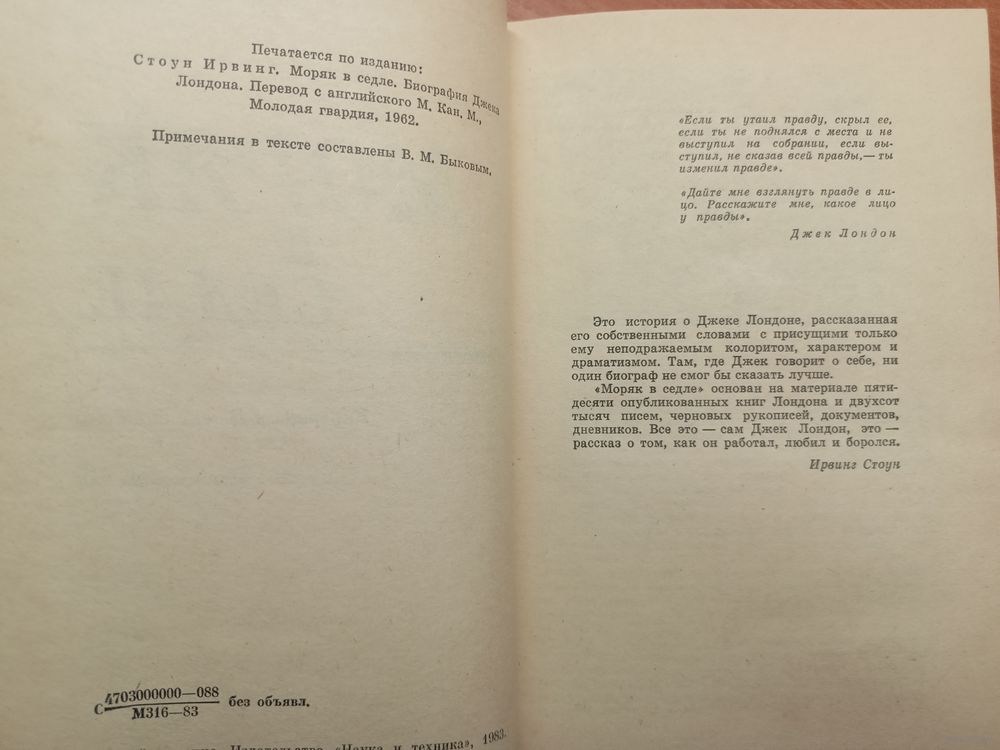 Печатается по изданию:
Стоун Ирвинг. Моряк в седле. Биография Джека
Лондона. Перевод с английского М. Кан. М.,
Молодая гвардия, 1962.
Примечания в тексте составлены В. М. Быковым.
С 4703000000—088
М316—83
без объявл.
Издательство «Наука и техника», 1983.
«Если ты утаил правду, скрыл ее,
если ты не поднялся с места и не
выступил на собрании, если вы-
ступил, не сказав всей правды,— ты
изменил правде».
«Дайте мне взглянуть правде в ли-
цо. Расскажите мне, какое лицо
у правды».
Джек Лондон
Это история о Джеке Лондоне, рассказанная
его собственными словами с присущими только
ему неподражаемым колоритом, характером и
драматизмом. Там, где Джек говорит о себе, ни
один биограф не смог бы сказать лучше.
«Моряк в седле» основан на материале пяти-
десяти опубликованных книг Лондона и двухсот
тысяч писем, черновых рукописей, документов,
дневников. Все это — сам Джек Лондон, это —
рассказ о том, как он работал, любил и боролся.
Ирвинг Стоун